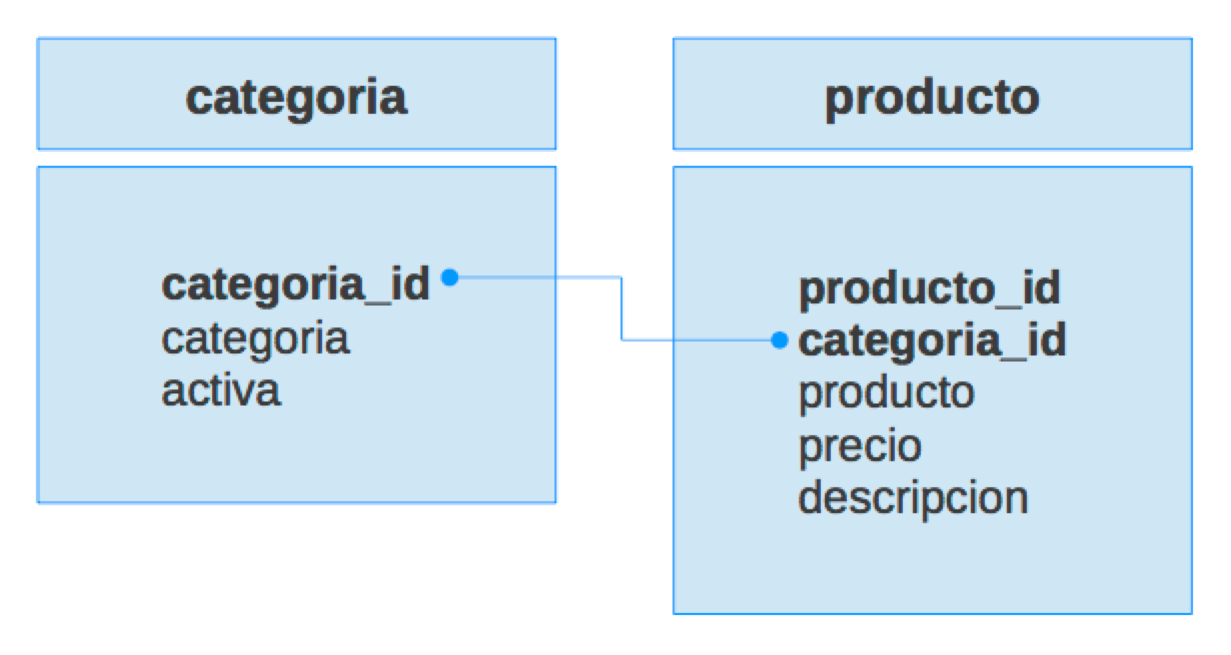 categoria
categoria_id
categoria
activa
producto
producto_id
categoria_id
producto
precio
descripcion